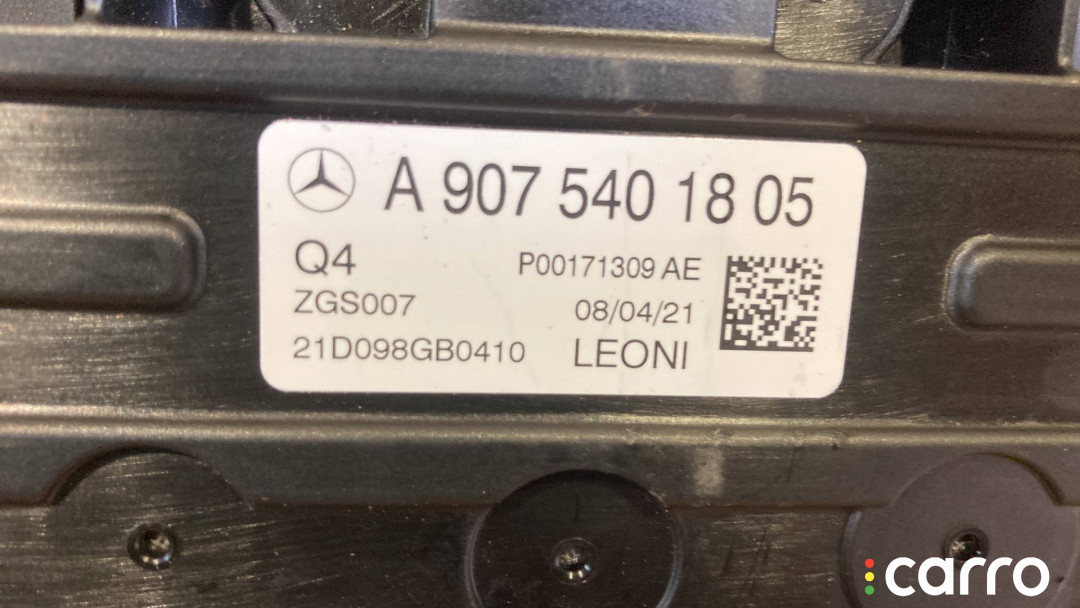 A 907 540 18 05
Q4
P00171309 AE
ZGS007
08/04/21
21D098GB0410
LEONI
carro